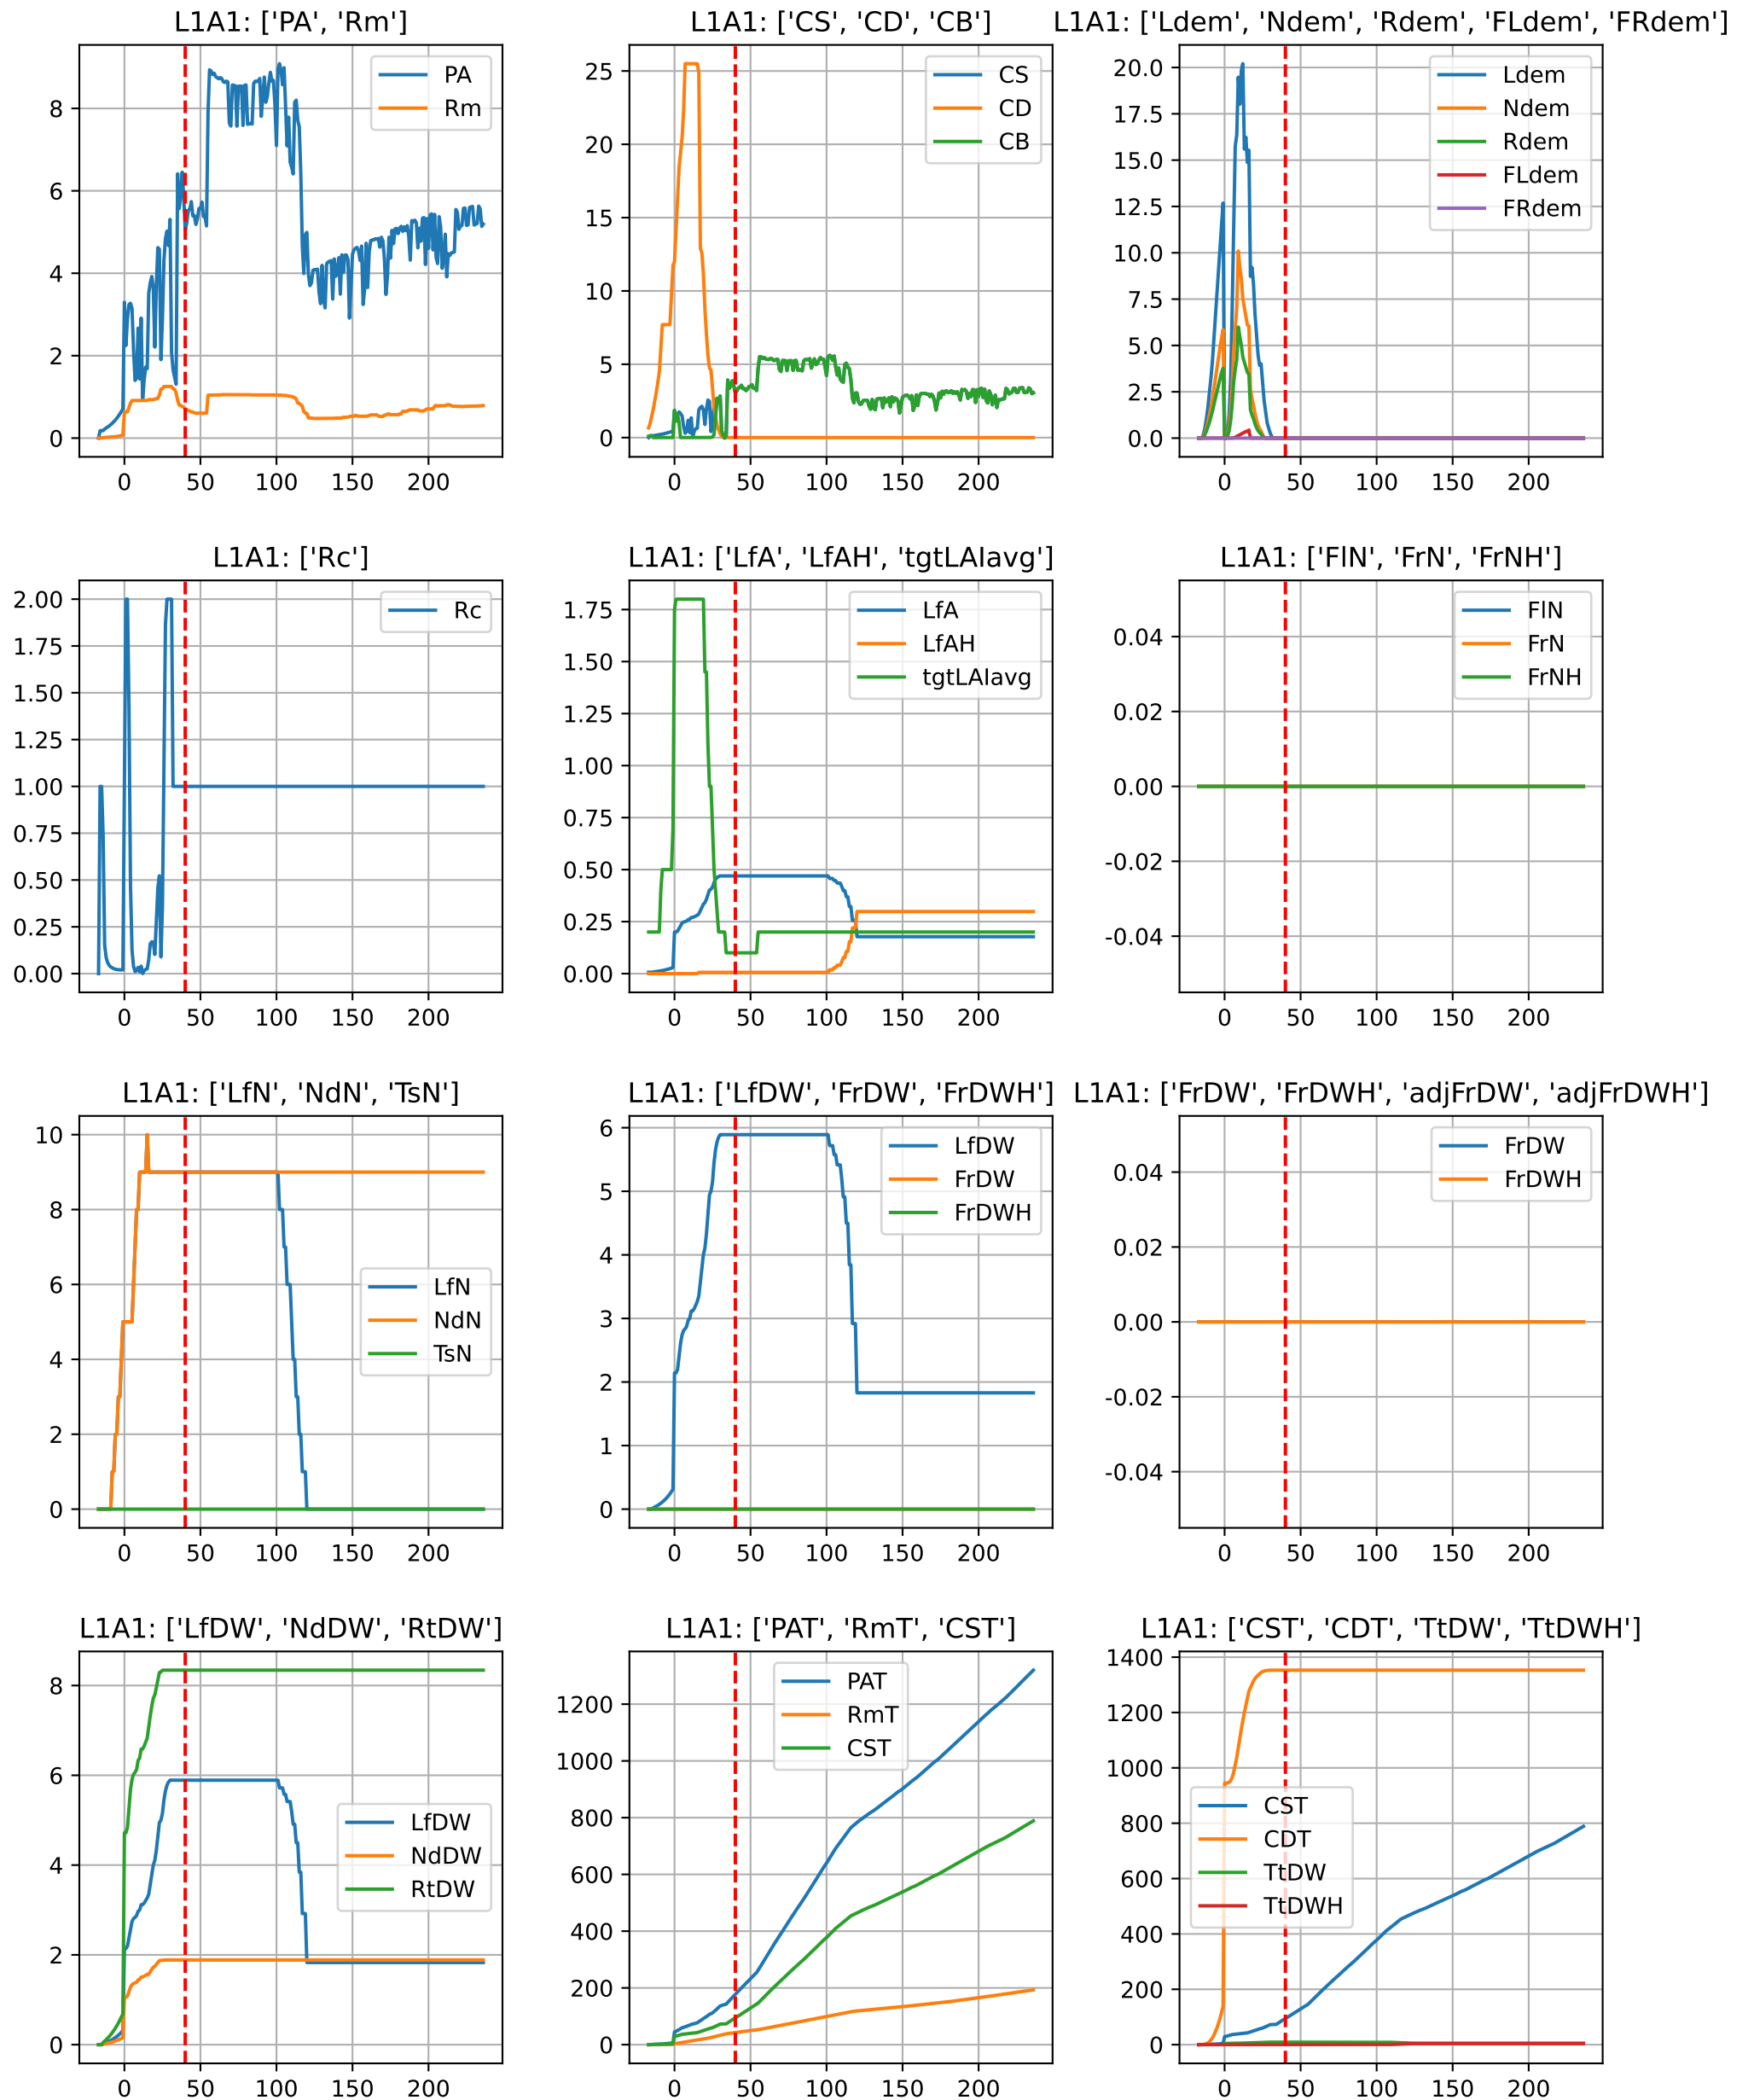 L1A1: ['PA', 'Rm']
8
6
4
2
0
0 50 100 150 200
PA
Rm
L1A1: ['CS', 'CD', 'CB']
25
20
15
10
5
0
0 50 100 150 200
CS
CD
CB
L1A1: ['Ldem', 'Ndem', 'Rdem', 'FLdem', 'FRdem']
20.0
17.5
15.0
12.5
10.0
7.5
5.0
2.5
0.0
0 50 100 150 200
Ldem
Ndem
Rdem
FLdem
FRdem
L1A1: ['Rc']
2.00
1.75
1.50
1.25
1.00
0.75
0.50
0.25
0.00
0 50 100 150 200
Rc
L1A1: ['LfA', 'LfAH', 'tgtLAIavg']
1.75
1.50
1.25
1.00
0.75
0.50
0.25
0.00
0 50 100 150 200
LfA
LfAH
tgtLAIavg
L1A1: ['FlN', 'FrN', 'FrNH']
0.04
0.02
0.00
-0.02
-0.04
0 50 100 150 200
FlN
FrN
FrNH
L1A1: ['LfN', 'NdN', 'TsN']
10
8
6
4
2
0
0 50 100 150 200
LfN
NdN
TsN
L1A1: ['LfDW', 'FrDW', 'FrDWH']
6
5
4
3
2
1
0
0 50 100 150 200
LfDW
FrDW
FrDWH
L1A1: ['FrDW', 'FrDWH', 'adjFrDW', 'adjFrDWH']
0.04
0.02
0.00
-0.02
-0.04
0 50 100 150 200
FrDW
FrDWH
L1A1: ['LfDW', 'NdDW', 'RtDW']
8
6
4
2
0
0 50 100 150 200
LfDW
NdDW
RtDW
L1A1: ['PAT', 'RmT', 'CST']
1200
1000
800
600
400
200
0
0 50 100 150 200
PAT
RmT
CST
L1A1: ['CST', 'CDT', 'TtDW', 'TtDWH']
1400
1200
1000
800
600
400
200
0
0 50 100 150 200
CST
CDT
TtDW
TtDWH